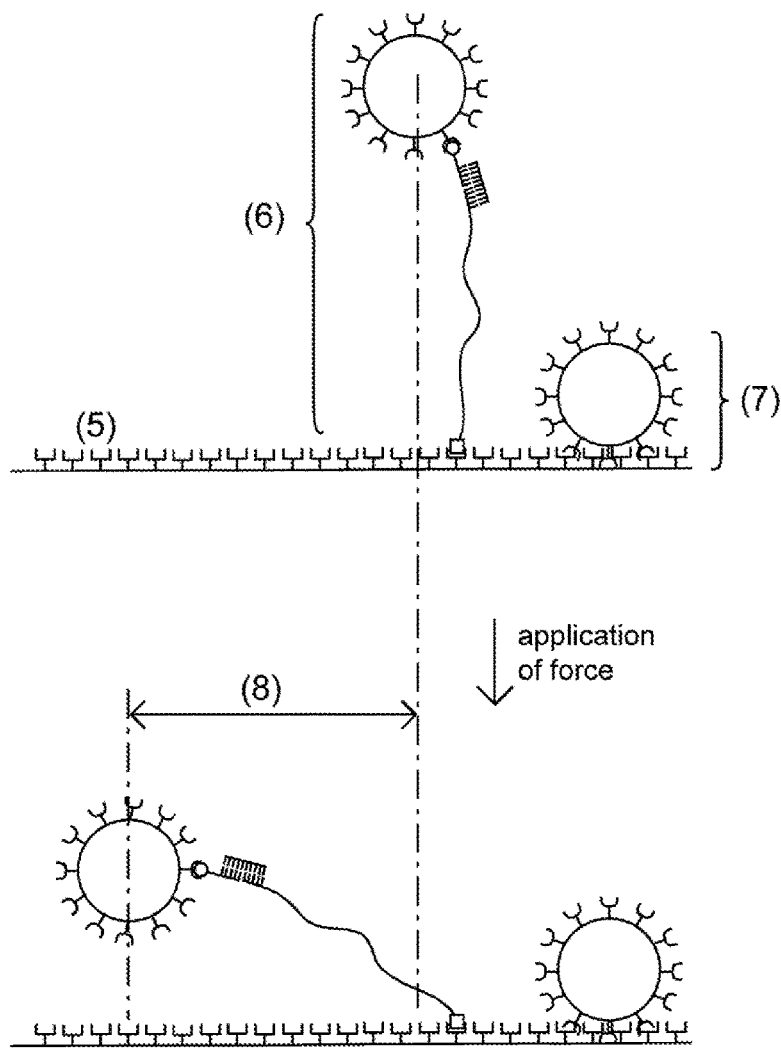 (6)
(7)
(5)
application
of force
(8)